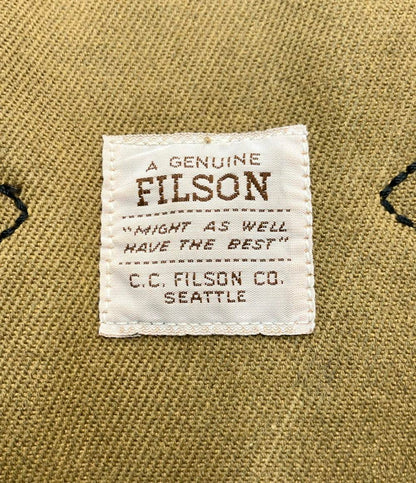 A GENUINE
FILSON
"MIGHT AS WELL
HAVE THE BEST"
C.C. FILSON CO.
SEATTLE